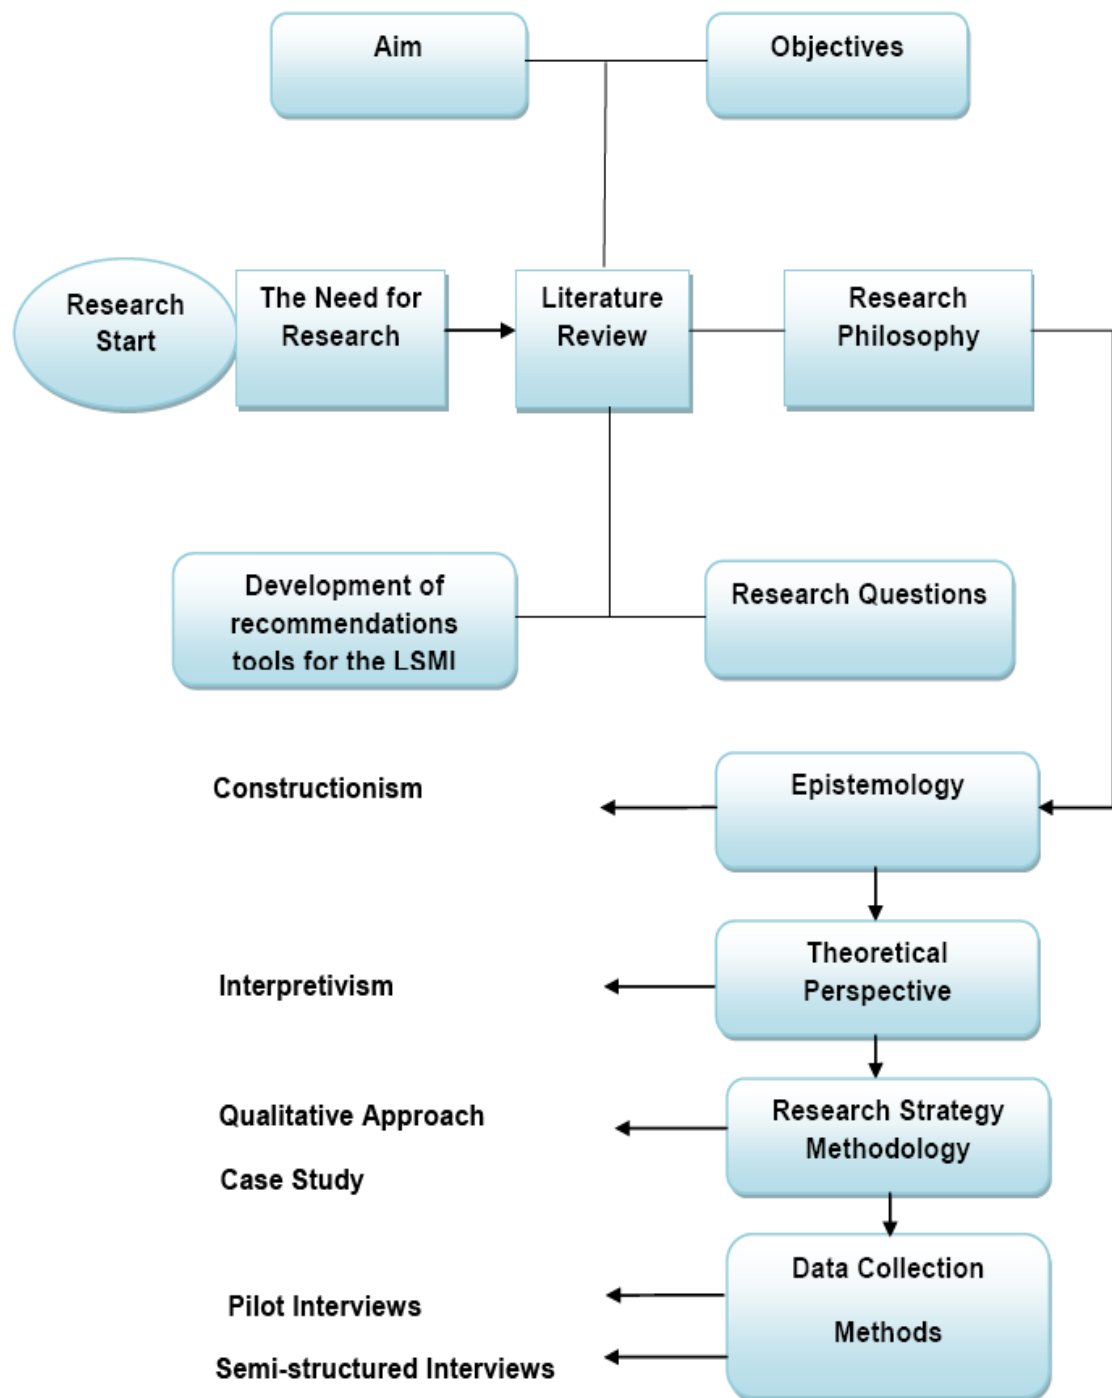 Aim
Objectives
Research
Start
The Need for
Research
Literature
Review
Research
Philosophy
Development of
recommendations
tools for the LSMI
Research Questions
Constructionism
Epistemology
Interpretivism
Theoretical
Perspective
Qualitative Approach
Case Study
Research Strategy
Methodology
Data Collection
Methods
Pilot Interviews
Semi-structured Interviews